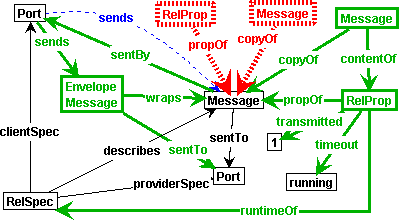 Port
sends
RelProp
Message
Message
sends
sentBy
propOf
copyOf
copyOf
contentOf
Envelope
Message
wraps
Message
propOf
RelProp
clientSpec
transmitted
describes
sentTo
sentTo
1
timeout
providerSpec
Port
running
RelSpec
runtimeOf